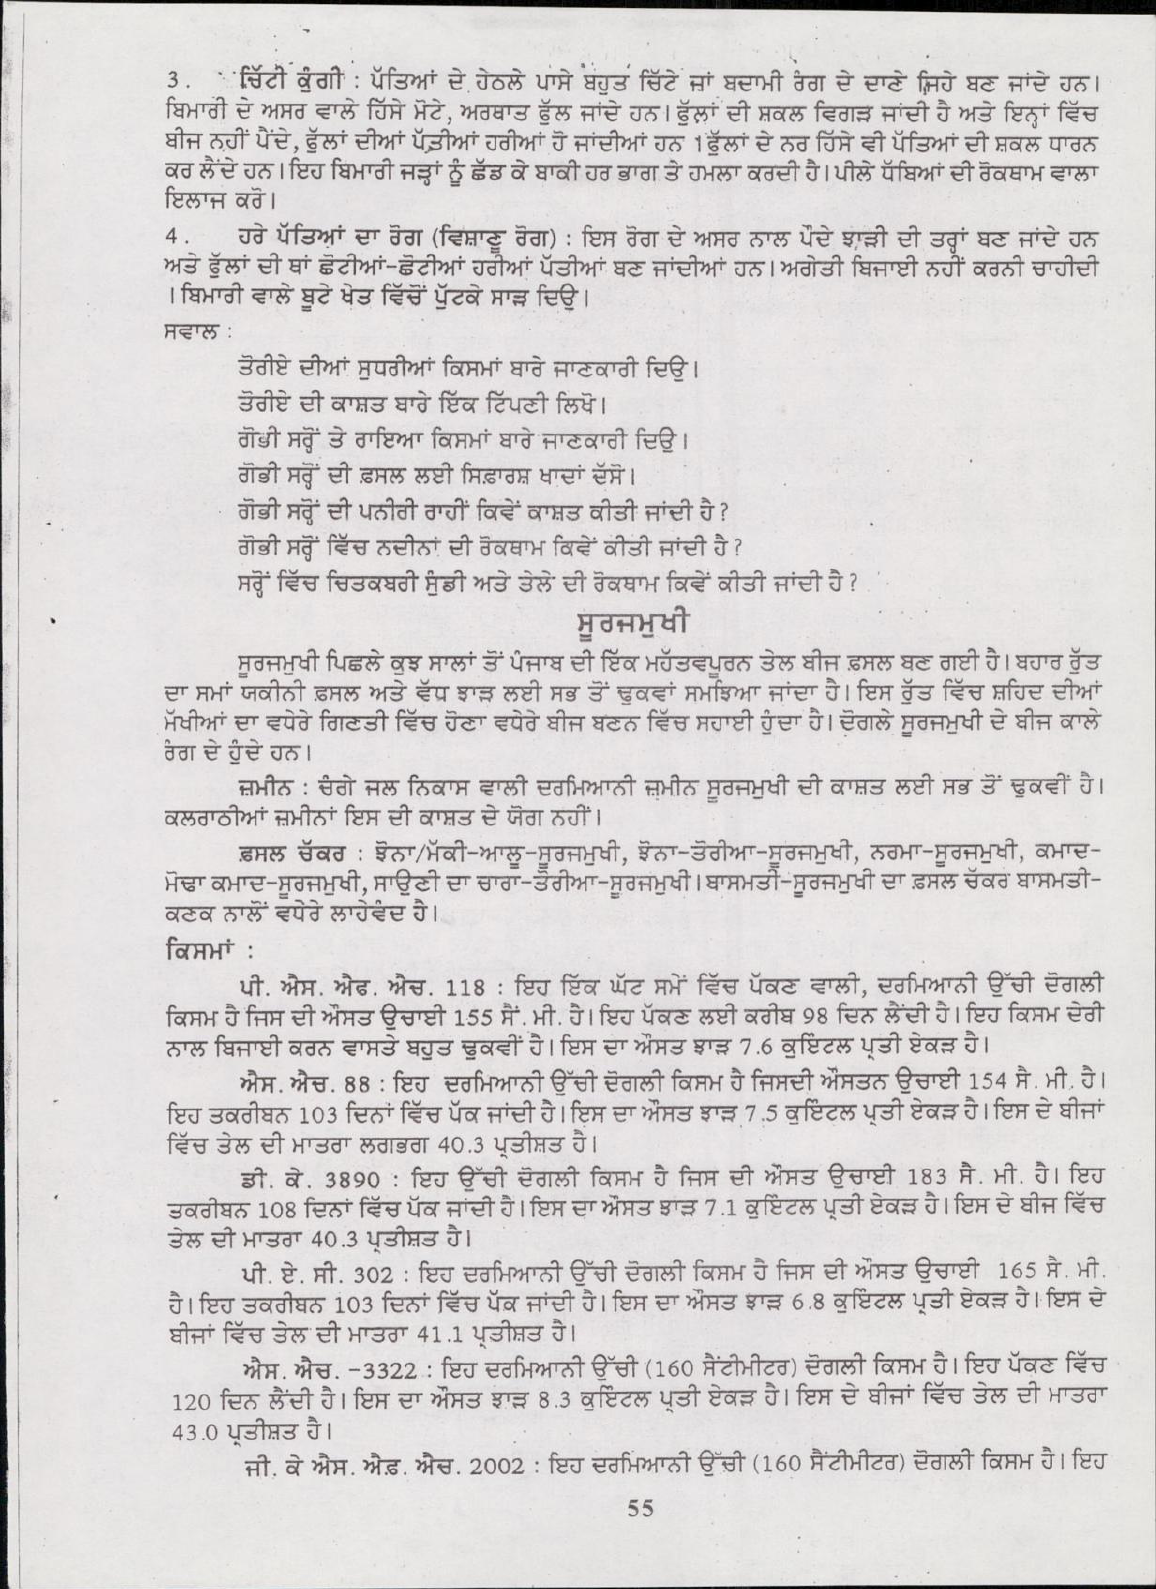 3. ਚਿੱਟੀ ਕੁੰਗੀ : ਪੱਤਿਆਂ ਦੇ ਹੇਠਲੇ ਪਾਸੇ ਬਹੁਤ ਚਿੱਟੇ ਜਾਂ ਬਦਾਮੀ ਰੰਗ ਦੇ ਦਾਣੇ ਜਿਹੇ ਬਣ ਜਾਂਦੇ ਹਨ।
ਬਿਮਾਰੀ ਦੇ ਅਸਰ ਵਾਲੇ ਹਿੱਸੇ ਮੋਟੇ, ਅਰਥਾਤ ਫੁੱਲ ਜਾਂਦੇ ਹਨ। ਫੁੱਲਾਂ ਦੀ ਸ਼ਕਲ ਵਿਗੜ ਜਾਂਦੀ ਹੈ ਅਤੇ ਇਨ੍ਹਾਂ ਵਿੱਚ
ਬੀਜ ਨਹੀਂ ਪੈਂਦੇ, ਫੁੱਲਾਂ ਦੀਆਂ ਪੱਤੀਆਂ ਹਰੀਆਂ ਹੋ ਜਾਂਦੀਆਂ ਹਨ 1ਫੁੱਲਾਂ ਦੇ ਨਰ ਹਿੱਸੇ ਵੀ ਪੱਤਿਆਂ ਦੀ ਸ਼ਕਲ ਧਾਰਨ
ਕਰ ਲੈਂਦੇ ਹਨ। ਇਹ ਬਿਮਾਰੀ ਜੜ੍ਹਾਂ ਨੂੰ ਛੱਡ ਕੇ ਬਾਕੀ ਹਰ ਭਾਗ ਤੇ ਹਮਲਾ ਕਰਦੀ ਹੈ। ਪੀਲੇ ਧੱਬਿਆਂ ਦੀ ਰੋਕਥਾਮ ਵਾਲਾ
ਇਲਾਜ ਕਰੋ।
4. ਹਰੇ ਪੱਤਿਆਂ ਦਾ ਰੋਗ (ਵਿਸ਼ਾਣੂ ਰੋਗ) : ਇਸ ਰੋਗ ਦੇ ਅਸਰ ਨਾਲ ਪੌਦੇ ਝਾੜੀ ਦੀ ਤਰ੍ਹਾਂ ਬਣ ਜਾਂਦੇ ਹਨ
ਅਤੇ ਫੁੱਲਾਂ ਦੀ ਥਾਂ ਛੋਟੀਆਂ-ਛੋਟੀਆਂ ਹਰੀਆਂ ਪੱਤੀਆਂ ਬਣ ਜਾਂਦੀਆਂ ਹਨ। ਅਗੇਤੀ ਬਿਜਾਈ ਨਹੀਂ ਕਰਨੀ ਚਾਹੀਦੀ
। ਬਿਮਾਰੀ ਵਾਲੇ ਬੂਟੇ ਖੇਤ ਵਿੱਚੋਂ ਪੁੱਟਕੇ ਸਾੜ ਦਿਉ।
ਸਵਾਲ :
ਤੋਰੀਏ ਦੀਆਂ ਸੁਧਰੀਆਂ ਕਿਸਮਾਂ ਬਾਰੇ ਜਾਣਕਾਰੀ ਦਿਉ।
ਤੋਰੀਏ ਦੀ ਕਾਸ਼ਤ ਬਾਰੇ ਇੱਕ ਟਿੱਪਣੀ ਲਿਖੋ।
ਗੋਭੀ ਸਰ੍ਹੋਂ ਤੇ ਰਾਇਆ ਕਿਸਮਾਂ ਬਾਰੇ ਜਾਣਕਾਰੀ ਦਿਉ।
ਗੋਭੀ ਸਰ੍ਹੋਂ ਦੀ ਫ਼ਸਲ ਲਈ ਸਿਫ਼ਾਰਸ਼ ਖਾਦਾਂ ਦੱਸੋ।
ਗੋਭੀ ਸਰ੍ਹੋਂ ਦੀ ਪਨੀਰੀ ਰਾਹੀਂ ਕਿਵੇਂ ਕਾਸ਼ਤ ਕੀਤੀ ਜਾਂਦੀ ਹੈ?
ਗੋਭੀ ਸਰ੍ਹੋਂ ਵਿੱਚ ਨਦੀਨਾਂ ਦੀ ਰੋਕਥਾਮ ਕਿਵੇਂ ਕੀਤੀ ਜਾਂਦੀ ਹੈ?
ਸਰ੍ਹੋਂ ਵਿੱਚ ਚਿਤਕਬਰੀ ਸੁੰਡੀ ਅਤੇ ਤੇਲੇ ਦੀ ਰੋਕਥਾਮ ਕਿਵੇਂ ਕੀਤੀ ਜਾਂਦੀ ਹੈ?
ਸੂਰਜਮੁਖੀ
ਸੂਰਜਮੁਖੀ ਪਿਛਲੇ ਕੁਝ ਸਾਲਾਂ ਤੋਂ ਪੰਜਾਬ ਦੀ ਇੱਕ ਮਹੱਤਵਪੂਰਨ ਤੇਲ ਬੀਜ ਫ਼ਸਲ ਬਣ ਗਈ ਹੈ। ਬਹਾਰ ਰੁੱਤ
ਦਾ ਸਮਾਂ ਯਕੀਨੀ ਫ਼ਸਲ ਅਤੇ ਵੱਧ ਝਾੜ ਲਈ ਸਭ ਤੋਂ ਢੁਕਵਾਂ ਸਮਝਿਆ ਜਾਂਦਾ ਹੈ। ਇਸ ਰੁੱਤ ਵਿੱਚ ਸ਼ਹਿਦ ਦੀਆਂ
ਮੱਖੀਆਂ ਦਾ ਵਧੇਰੇ ਗਿਣਤੀ ਵਿੱਚ ਹੋਣਾ ਵਧੇਰੇ ਬੀਜ ਬਣਨ ਵਿੱਚ ਸਹਾਈ ਹੁੰਦਾ ਹੈ। ਦੋਗਲੇ ਸੂਰਜਮੁਖੀ ਦੇ ਬੀਜ ਕਾਲੇ
ਰੰਗ ਦੇ ਹੁੰਦੇ ਹਨ।
ਜ਼ਮੀਨ : ਚੰਗੇ ਜਲ ਨਿਕਾਸ ਵਾਲੀ ਦਰਮਿਆਨੀ ਜ਼ਮੀਨ ਸੂਰਜਮੁਖੀ ਦੀ ਕਾਸ਼ਤ ਲਈ ਸਭ ਤੋਂ ਢੁਕਵੀਂ ਹੈ।
ਕਲਰਾਠੀਆਂ ਜ਼ਮੀਨਾਂ ਇਸ ਦੀ ਕਾਸ਼ਤ ਦੇ ਯੋਗ ਨਹੀਂ।
ਫ਼ਸਲ ਚੱਕਰ : ਝੋਨਾ/ਮੱਕੀ-ਆਲੂ-ਸੂਰਜਮੁਖੀ, ਝੋਨਾ-ਤੋਰੀਆ-ਸੂਰਜਮੁਖੀ, ਨਰਮਾ-ਸੂਰਜਮੁਖੀ, ਕਮਾਦ-
ਮੋਢਾ ਕਮਾਦ-ਸੂਰਜਮੁਖੀ, ਸਾਉਣੀ ਦਾ ਚਾਰਾ-ਤੋਰੀਆ-ਸੂਰਜਮੁਖੀ। ਬਾਸਮਤੀ-ਸੂਰਜਮੁਖੀ ਦਾ ਫ਼ਸਲ ਚੱਕਰ ਬਾਸਮਤੀ-
ਕਣਕ ਨਾਲੋਂ ਵਧੇਰੇ ਲਾਹੇਵੰਦ ਹੈ।
ਕਿਸਮਾਂ :
ਪੀ. ਐਸ. ਐਫ. ਐਚ. 118 : ਇਹ ਇੱਕ ਘੱਟ ਸਮੇਂ ਵਿੱਚ ਪੱਕਣ ਵਾਲੀ, ਦਰਮਿਆਨੀ ਉੱਚੀ ਦੋਗਲੀ
ਕਿਸਮ ਹੈ ਜਿਸ ਦੀ ਔਸਤ ਉਚਾਈ 155 ਸੈਂ. ਮੀ. ਹੈ। ਇਹ ਪੱਕਣ ਲਈ ਕਰੀਬ 98 ਦਿਨ ਲੈਂਦੀ ਹੈ। ਇਹ ਕਿਸਮ ਦੇਰੀ
ਨਾਲ ਬਿਜਾਈ ਕਰਨ ਵਾਸਤੇ ਬਹੁਤ ਢੁਕਵੀਂ ਹੈ। ਇਸ ਦਾ ਔਸਤ ਝਾੜ 7.6 ਕੁਇੰਟਲ ਪ੍ਰਤੀ ਏਕੜ ਹੈ।
ਐਸ. ਐਚ. 88 : ਇਹ ਦਰਮਿਆਨੀ ਉੱਚੀ ਦੋਗਲੀ ਕਿਸਮ ਹੈ ਜਿਸਦੀ ਔਸਤਨ ਉਚਾਈ 154 ਸੈ. ਮੀ. ਹੈ।
ਇਹ ਤਕਰੀਬਨ 103 ਦਿਨਾਂ ਵਿੱਚ ਪੱਕ ਜਾਂਦੀ ਹੈ। ਇਸ ਦਾ ਔਸਤ ਝਾੜ 7.5 ਕੁਇੰਟਲ ਪ੍ਰਤੀ ਏਕੜ ਹੈ। ਇਸ ਦੇ ਬੀਜਾਂ
ਵਿੱਚ ਤੇਲ ਦੀ ਮਾਤਰਾ ਲਗਭਗ 40.3 ਪ੍ਰਤੀਸ਼ਤ ਹੈ।
ਡੀ. ਕੇ. 3890 : ਇਹ ਉੱਚੀ ਦੋਗਲੀ ਕਿਸਮ ਹੈ ਜਿਸ ਦੀ ਔਸਤ ਉਚਾਈ 183 ਸੈ. ਮੀ. ਹੈ। ਇਹ
ਤਕਰੀਬਨ 108 ਦਿਨਾਂ ਵਿੱਚ ਪੱਕ ਜਾਂਦੀ ਹੈ। ਇਸ ਦਾ ਔਸਤ ਝਾੜ 7.1 ਕੁਇੰਟਲ ਪ੍ਰਤੀ ਏਕੜ ਹੈ। ਇਸ ਦੇ ਬੀਜ ਵਿੱਚ
ਤੇਲ ਦੀ ਮਾਤਰਾ 40.3 ਪ੍ਰਤੀਸ਼ਤ ਹੈ।
ਪੀ. ਏ. ਸੀ. 302 : ਇਹ ਦਰਮਿਆਨੀ ਉੱਚੀ ਦੋਗਲੀ ਕਿਸਮ ਹੈ ਜਿਸ ਦੀ ਔਸਤ ਉਚਾਈ 165 ਸੈ. ਮੀ.
ਹੈ। ਇਹ ਤਕਰੀਬਨ 103 ਦਿਨਾਂ ਵਿੱਚ ਪੱਕ ਜਾਂਦੀ ਹੈ। ਇਸ ਦਾ ਔਸਤ ਝਾੜ 6.8 ਕੁਇੰਟਲ ਪ੍ਰਤੀ ਏਕੜ ਹੈ। ਇਸ ਦੇ
ਬੀਜਾਂ ਵਿੱਚ ਤੇਲ ਦੀ ਮਾਤਰਾ 41.1 ਪ੍ਰਤੀਸ਼ਤ ਹੈ।
ਐਸ. ਐਚ. -3322 : ਇਹ ਦਰਮਿਆਨੀ ਉੱਚੀ (160 ਸੈਂਟੀਮੀਟਰ) ਦੋਗਲੀ ਕਿਸਮ ਹੈ। ਇਹ ਪੱਕਣ ਵਿੱਚ
120 ਦਿਨ ਲੈਂਦੀ ਹੈ। ਇਸ ਦਾ ਔਸਤ ਝਾੜ 8.3 ਕੁਇੰਟਲ ਪ੍ਰਤੀ ਏਕੜ ਹੈ। ਇਸ ਦੇ ਬੀਜਾਂ ਵਿੱਚ ਤੇਲ ਦੀ ਮਾਤਰਾ
43.0 ਪ੍ਰਤੀਸ਼ਤ ਹੈ।
ਜੀ. ਕੇ ਐਸ. ਐਫ਼. ਐਚ. 2002 : ਇਹ ਦਰਮਿਆਨੀ ਉੱਚੀ (160 ਸੈਂਟੀਮੀਟਰ) ਦੋਗਲੀ ਕਿਸਮ ਹੈ। ਇਹ
55